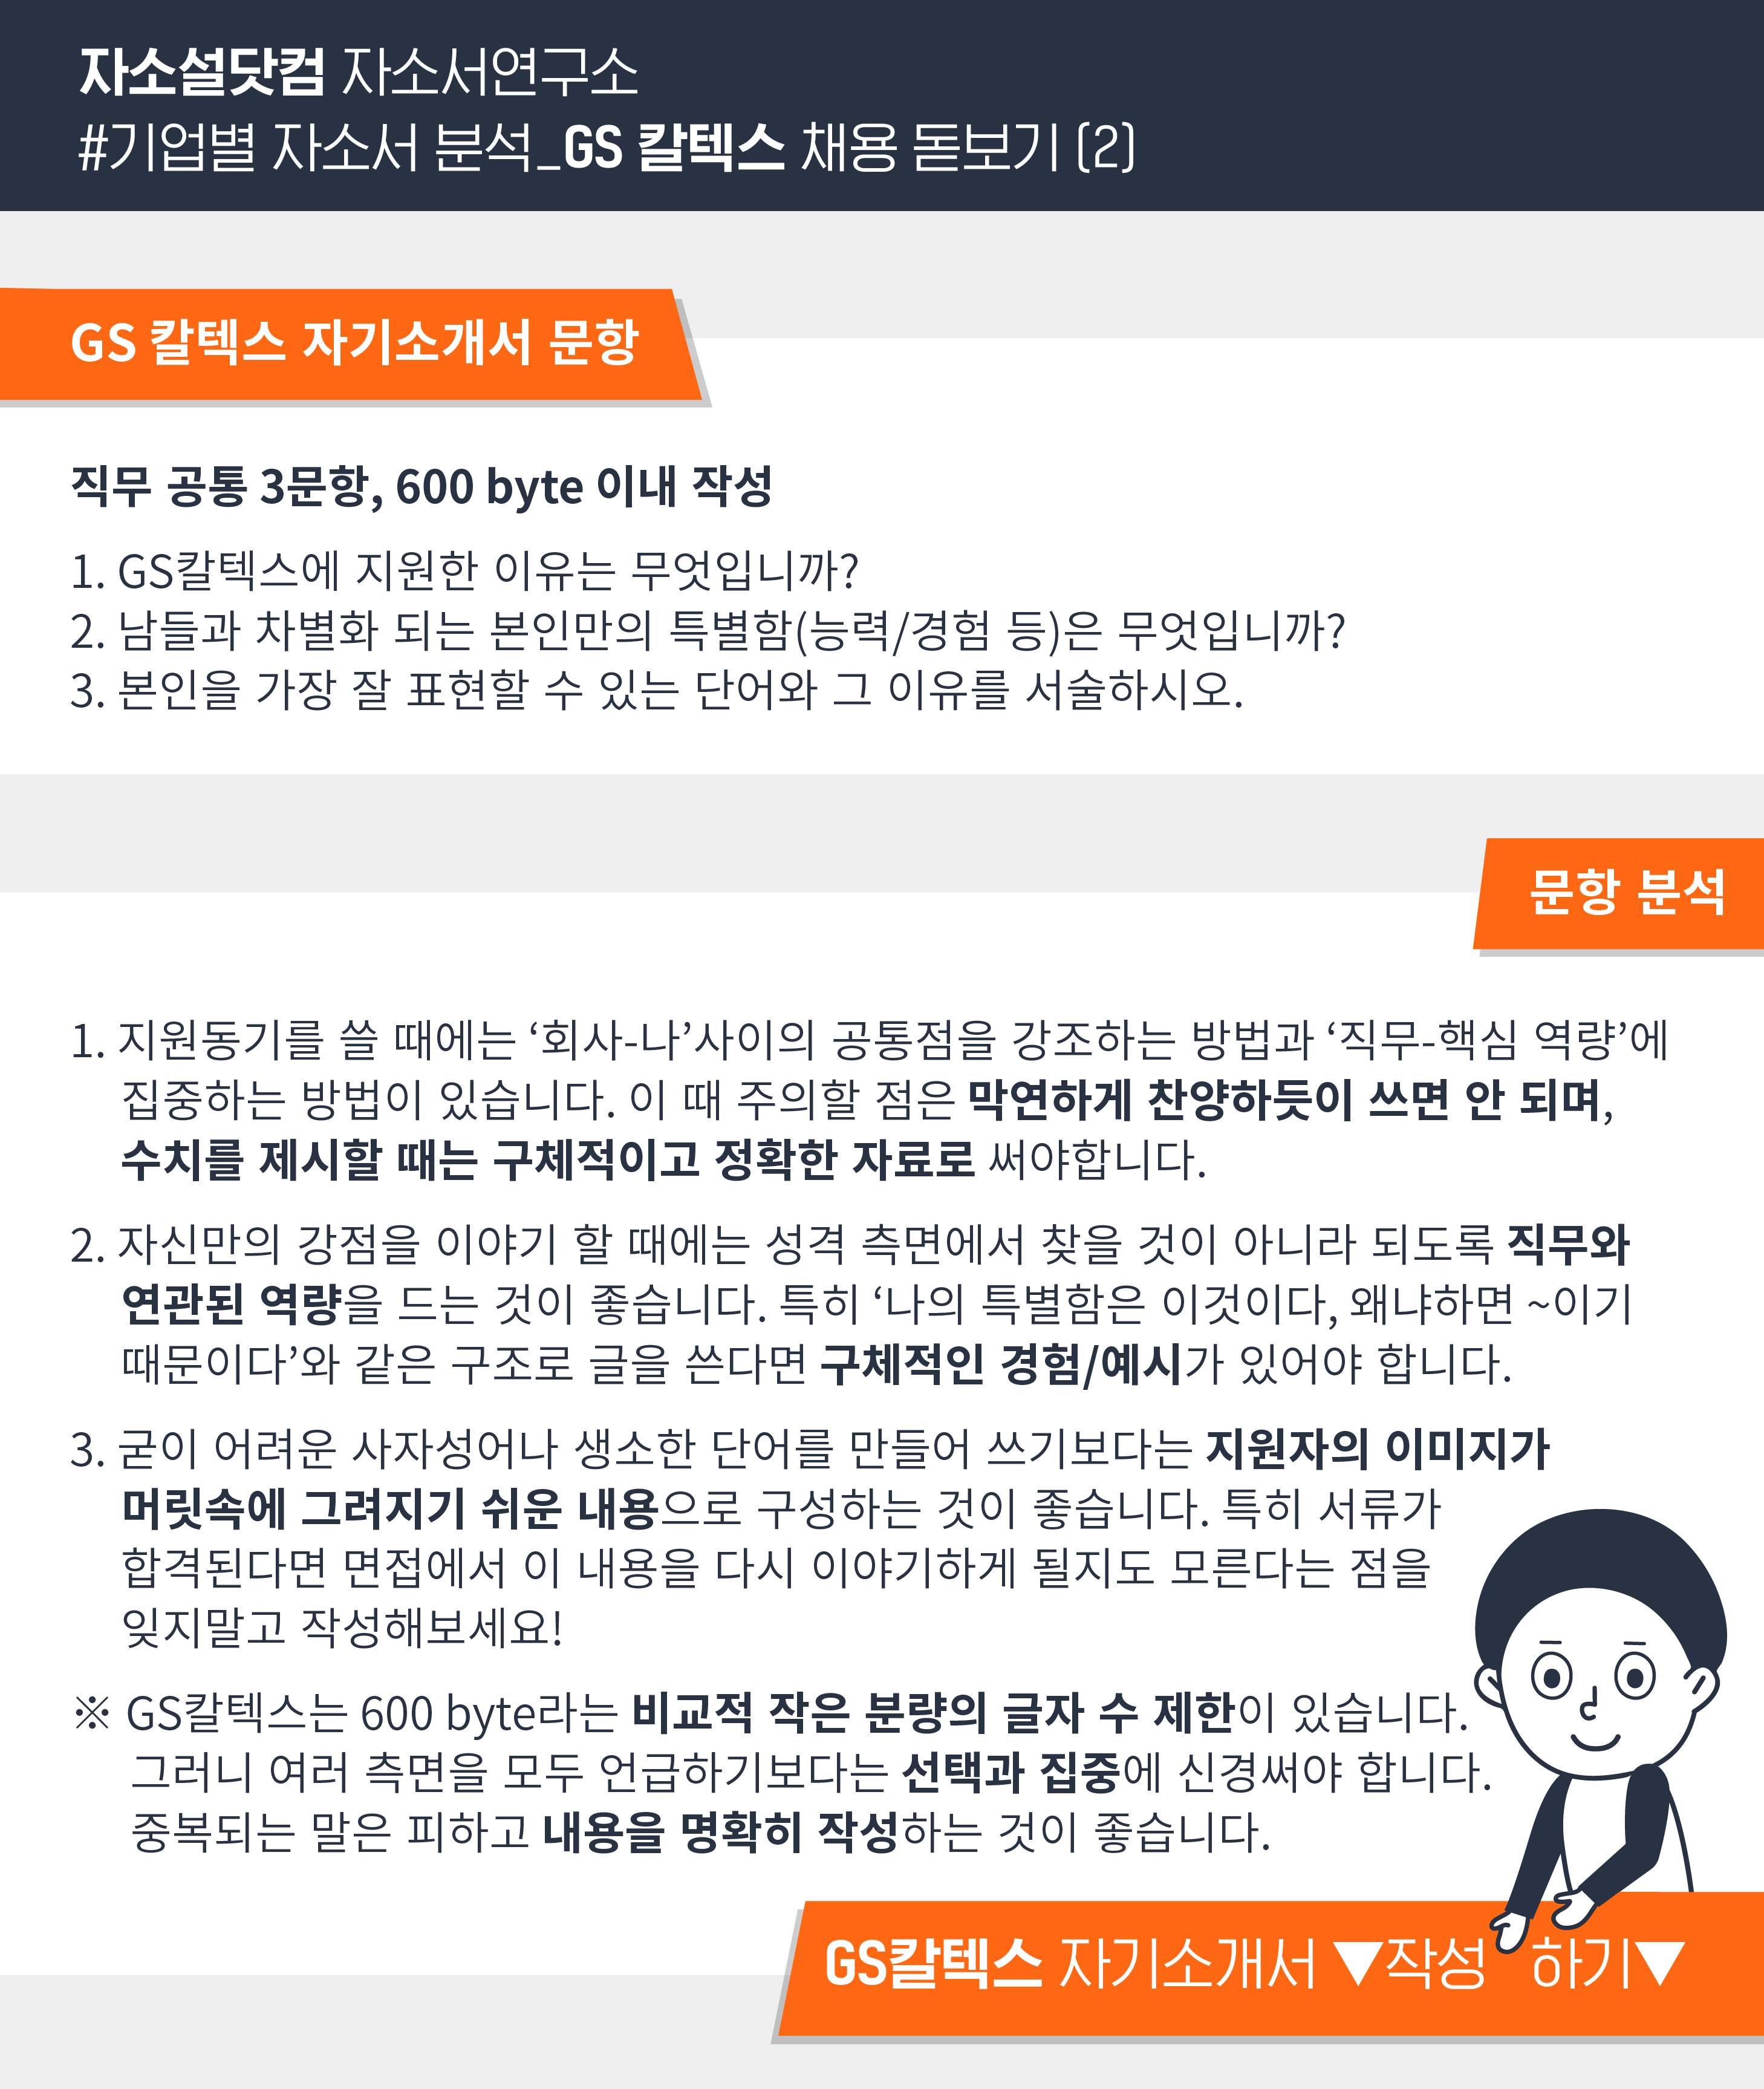 자소설닷컴 자소서연구소
#기업별 자소서 분석_GS 칼텍스 채용 돋보기 (2)
GS 칼텍스 자기소개서 문항
직무 공통 3문항, 600 byte 이내 작성
1. GS칼텍스에 지원한 이유는 무엇입니까?
2. 남들과 차별화 되는 본인만의 특별함(능력/경험 등)은 무엇입니까?
3. 본인을 가장 잘 표현할 수 있는 단어와 그 이유를 서술하시오.
문항 분석
1. 지원동기를 쓸 때에는 ‘회사-나’사이의 공통점을 강조하는 방법과 ‘직무-핵심 역량’에
집중하는 방법이 있습니다. 이 때 주의할 점은 막연하게 찬양하듯이 쓰면 안 되며,
수치를 제시할 때는 구체적이고 정확한 자료로 써야합니다.
2. 자신만의 강점을 이야기 할 때에는 성격 측면에서 찾을 것이 아니라 되도록 직무와
연관된 역량을 드는 것이 좋습니다. 특히 ‘나의 특별함은 이것이다, 왜냐하면 ~이기
때문이다’와 같은 구조로 글을 쓴다면 구체적인 경험/예시가 있어야 합니다.
3. 굳이 어려운 사자성어나 생소한 단어를 만들어 쓰기보다는 지원자의 이미지가
머릿속에 그려지기 쉬운 내용으로 구성하는 것이 좋습니다. 특히 서류가
합격된다면 면접에서 이 내용을 다시 이야기하게 될지도 모른다는 점을
잊지말고 작성해보세요!
※ GS칼텍스는 600 byte라는 비교적 작은 분량의 글자 수 제한이 있습니다.
그러니 여러 측면을 모두 언급하기보다는 선택과 집중에 신경써야 합니다.
중복되는 말은 피하고 내용을 명확히 작성하는 것이 좋습니다.
GS칼텍스 자기소개서 ▼작성 하기▼